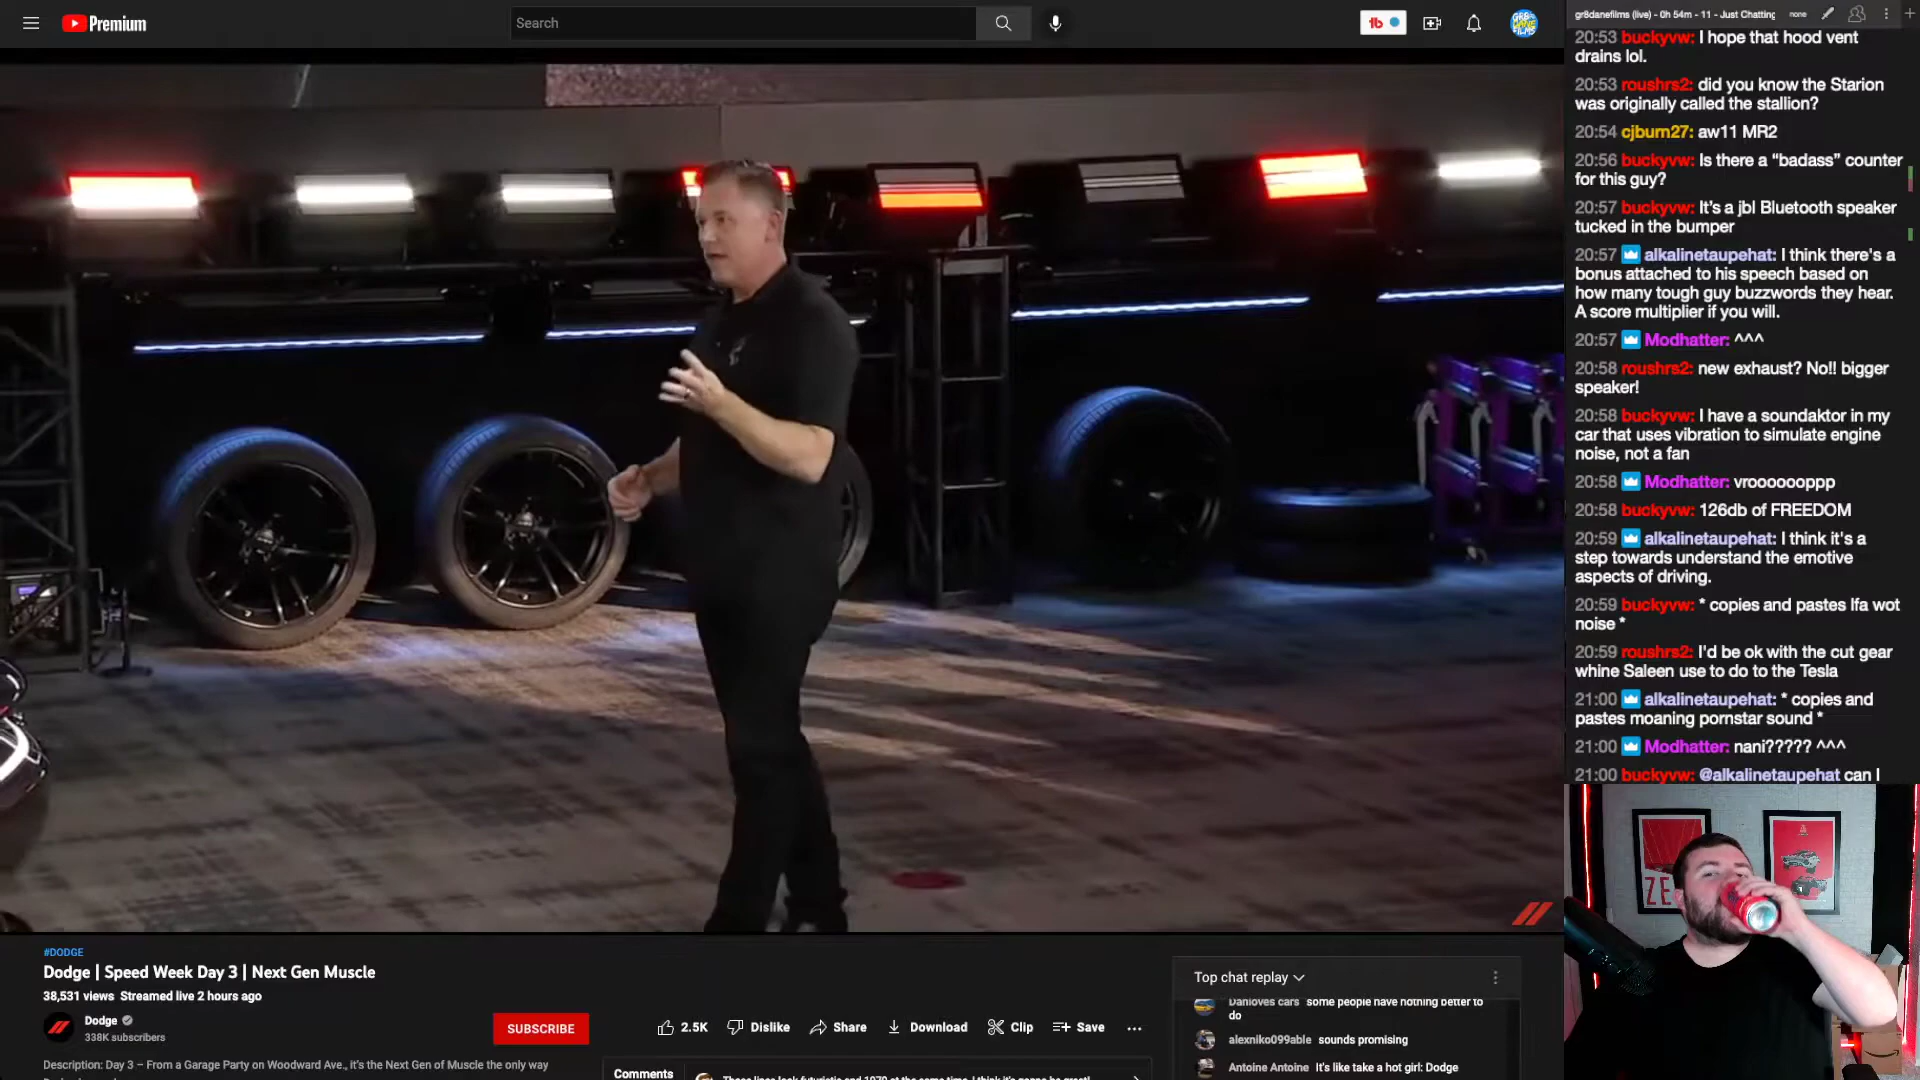 Premium
Search
gr8danefilms (live) - 0h 54m - 11 - Just Chatting
none
20:53 buckyvw: I hope that hood vent
drains lol.
20:53 roushrs2: did you know the Starion
was originally called the stallion?
20:54 cjburn27: aw11 MR2
20:56 buckyvw: Is there a “badass” counter
for this guy?
20:57 buckyvw: It’s a jbl Bluetooth speaker
tucked in the bumper
20:57 alkalinetaupehat: I think there's a
bonus attached to his speech based on
how many tough guy buzzwords they hear.
A score multiplier if you will.
20:57 Modhatter: ^^^
20:58 roushrs2: new exhaust? No!! bigger
speaker!
20:58 buckyvw: I have a soundaktor in my
car that uses vibration to simulate engine
noise, not a fan
20:58 Modhatter: vrooooooppp
20:58 buckyvw: 126db of FREEDOM
20:59 alkalinetaupehat: I think it's a
step towards understand the emotive
aspects of driving.
20:59 buckyvw: * copies and pastes lfa wot
noise *
20:59 roushrs2: I'd be ok with the cut gear
whine Saleen use to do to the Tesla
21:00 alkalinetaupehat: * copies and
pastes moaning pornstar sound *
21:00 Modhatter: nani????? ^^^
21:00 buckyvw: @alkalinetaupehat can I
#DODGE
Dodge | Speed Week Day 3 | Next Gen Muscle
38,531 views Streamed live 2 hours ago
Dodge
338K subscribers
SUBSCRIBE
2.5K
Dislike
Share
Download
Clip
Save
Description: Day 3 – From a Garage Party on Woodward Ave., it's the Next Gen of Muscle the only way
Comments
Top chat replay
Danloves cars some people have nothing better to
do
alexniko099able sounds promising
Antoine Antoine It's like take a hot girl: Dodge